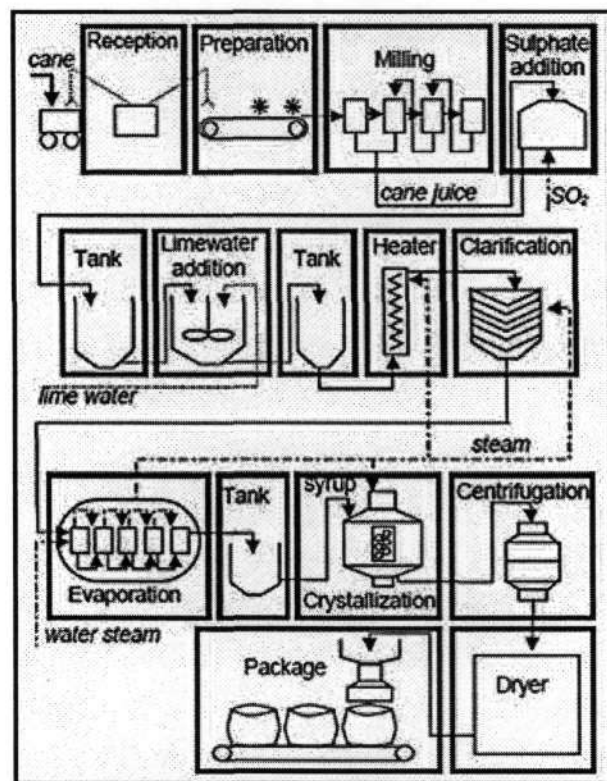 cane
Reception
Preparation
Milling
Sulphate
addition
cane juice
SO₂
Tank
Limewater
addition
Tank
Heater
Clarification
lime water
steam
Evaporation
Tank
syrup
Crystallization
Centrifugation
water steam
Package
Dryer